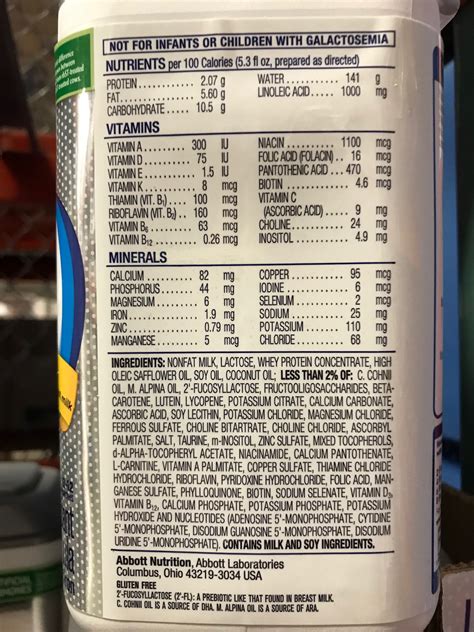 NOT FOR INFANTS OR CHILDREN WITH GALACTOSEMIA
NUTRIENTS per 100 Calories (5.3 fl oz, prepared as directed)
PROTEIN............ 2.07 g WATER.............. 141 g
FAT.................. 5.60 g LINOLEIC ACID..... 1000 mg
CARBOHYDRATE..... 10.5 g
VITAMINS
VITAMIN A.......... 300 IU NIACIN.............. 1100 mcg
VITAMIN D.......... 75 IU FOLIC ACID (FOLACIN).. 16 mcg
VITAMIN E.......... 1.5 IU PANTOTHENIC ACID... 470 mcg
VITAMIN K.......... 8 mcg BIOTIN.............. 4.6 mcg
THIAMIN (VIT. B₁).... 100 mcg VITAMIN C
RIBOFLAVIN (VIT. B₂).. 160 mcg (ASCORBIC ACID)..... 9 mg
VITAMIN B₆.......... 63 mcg CHOLINE............. 24 mg
VITAMIN B₁₂......... 0.26 mcg INOSITOL............ 4.9 mg
MINERALS
CALCIUM............ 82 mg COPPER............. 95 mcg
PHOSPHORUS....... 44 mg IODINE............... 6 mcg
MAGNESIUM......... 6 mg SELENIUM........... 2 mcg
IRON................ 1.9 mg SODIUM............. 25 mg
ZINC................. 0.79 mg POTASSIUM......... 110 mg
MANGANESE........ 5 mcg CHLORIDE........... 68 mg
INGREDIENTS: NONFAT MILK, LACTOSE, WHEY PROTEIN CONCENTRATE, HIGH
OLEIC SAFFLOWER OIL, SOY OIL, COCONUT OIL; LESS THAN 2% OF: C. COHNII
OIL, M. ALPINA OIL, 2'-FUCOSYLLACTOSE, FRUCTOOLIGOSACCHARIDES, BETA-
CAROTENE, LUTEIN, LYCOPENE, POTASSIUM CITRATE, CALCIUM CARBONATE,
ASCORBIC ACID, SOY LECITHIN, POTASSIUM CHLORIDE, MAGNESIUM CHLORIDE,
FERROUS SULFATE, CHOLINE BITARTRATE, CHOLINE CHLORIDE, ASCORBYL
PALMITATE, SALT, TAURINE, m-INOSITOL, ZINC SULFATE, MIXED TOCOPHEROLS,
d-ALPHA-TOCOPHERYL ACETATE, NIACINAMIDE, CALCIUM PANTOTHENATE,
L-CARNITINE, VITAMIN A PALMITATE, COPPER SULFATE, THIAMINE CHLORIDE
HYDROCHLORIDE, RIBOFLAVIN, PYRIDOXINE HYDROCHLORIDE, FOLIC ACID, MAN-
GANESE SULFATE, PHYLLOQUINONE, BIOTIN, SODIUM SELENATE, VITAMIN D₃,
VITAMIN B₁₂, CALCIUM PHOSPHATE, POTASSIUM PHOSPHATE, POTASSIUM
HYDROXIDE AND NUCLEOTIDES (ADENOSINE 5'-MONOPHOSPHATE, CYTIDINE
5'-MONOPHOSPHATE, DISODIUM GUANOSINE 5'-MONOPHOSPHATE, DISODIUM
URIDINE 5'-MONOPHOSPHATE). CONTAINS MILK AND SOY INGREDIENTS.
Abbott Nutrition, Abbott Laboratories
Columbus, Ohio 43219-3034 USA
GLUTEN FREE
2'-FUCOSYLLACTOSE (2'-FL): A PREBIOTIC LIKE THAT FOUND IN BREAST MILK.
C. COHNII OIL IS A SOURCE OF DHA. M. ALPINA OIL IS A SOURCE OF ARA.